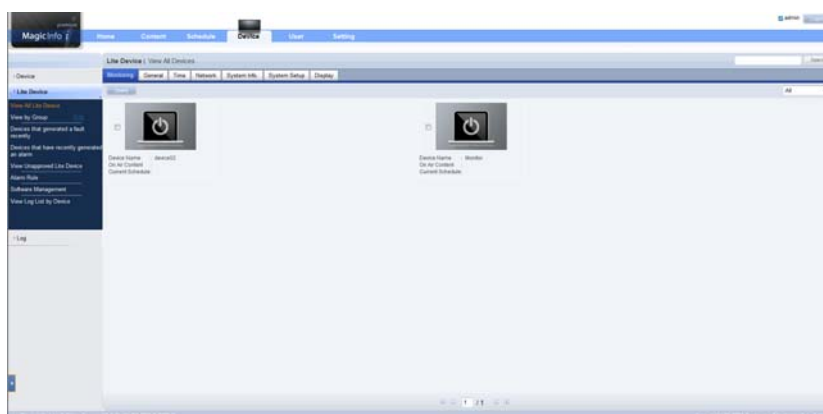 premium
MagicInfo i
admin
Home Content Schedule Device User Setting
Lite Device | View All Devices
Device
Monitoring General Time Network System Info. System Setup Display
Lite Device
All
View All Lite Device
View by Group
Devices that generated a fault
recently
Devices that have recently generated
an alarm
View Unapproved Lite Device
Alarm Rule
Software Management
View Log List by Device
Device Name : device02
On Air Content :
Current Schedule:
Device Name : Monitor
On Air Content :
Current Schedule:
Log
1 / 1